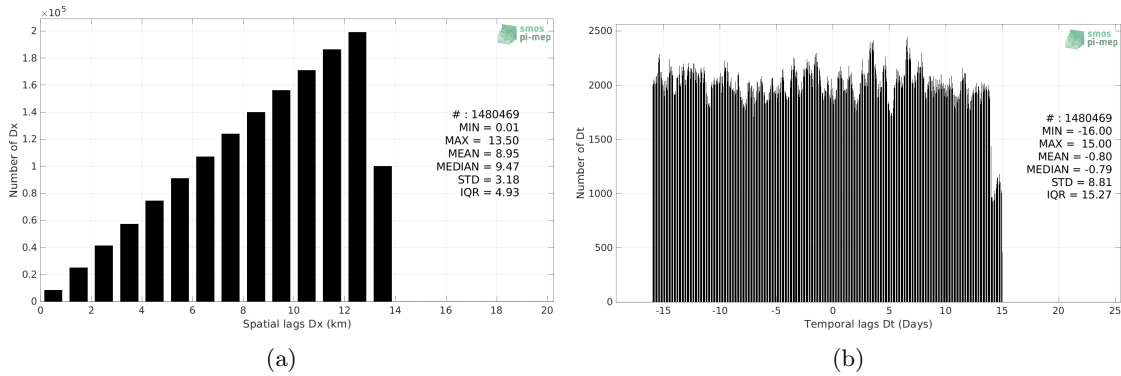 ×10⁵
2
1.8
1.6
1.4
1.2
1
0.8
0.6
0.4
0.2
0
Number of Dx
0 2 4 6 8 10 12 14 16 18 20
Spatial lags Dx (km)
smos
pi-mep
# : 1480469
MIN = 0.01
MAX = 13.50
MEAN = 8.95
MEDIAN = 9.47
STD = 3.18
IQR = 4.93
(a)
2500
2000
1500
1000
500
0
Number of Dt
-15 -10 -5 0 5 10 15 20 25
Temporal lags Dt (Days)
smos
pi-mep
# : 1480469
MIN = -16.00
MAX = 15.00
MEAN = -0.80
MEDIAN = -0.79
STD = 8.81
IQR = 15.27
(b)